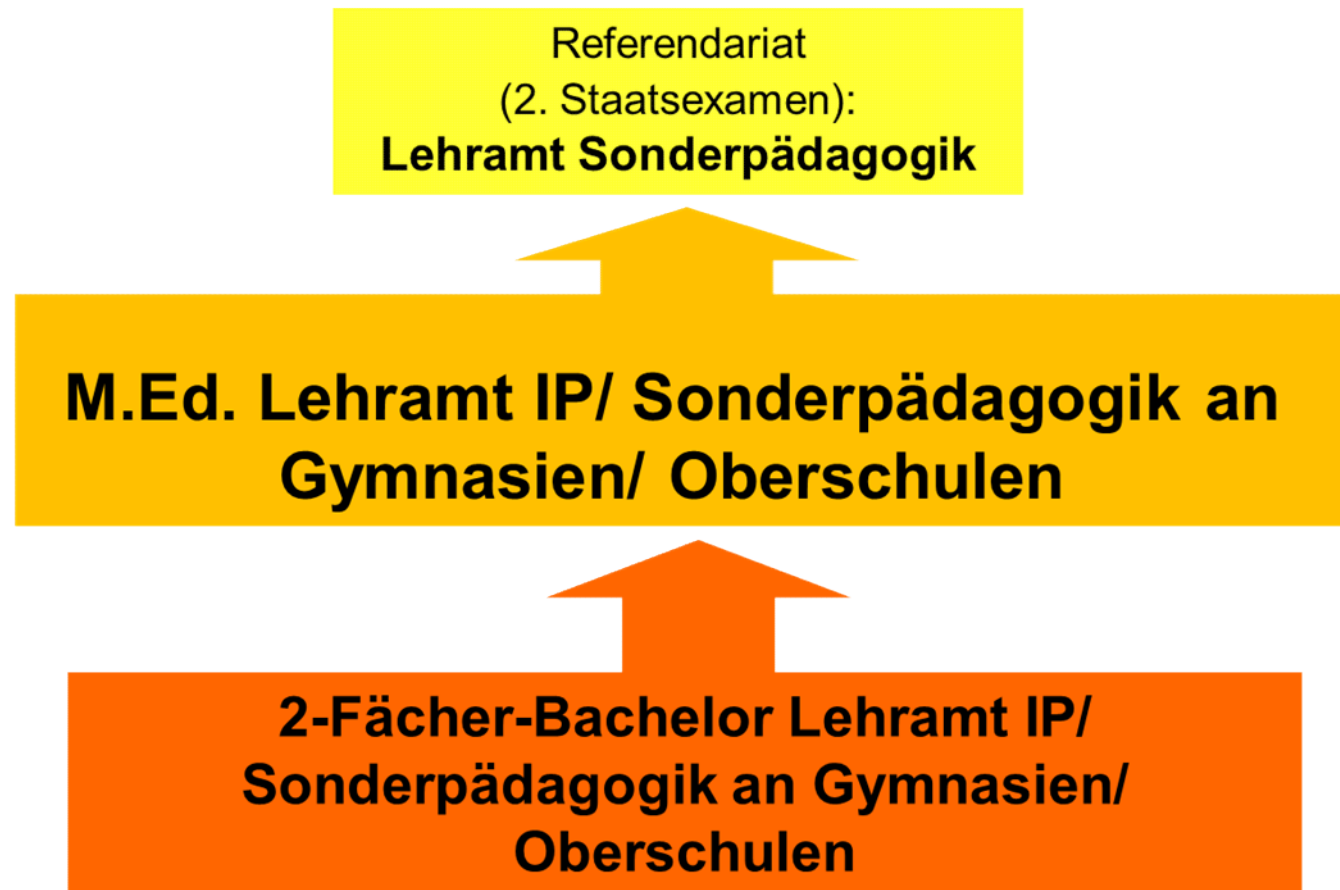 Referendariat
(2. Staatsexamen):
Lehramt Sonderpädagogik
M.Ed. Lehramt IP/ Sonderpädagogik an
Gymnasien/ Oberschulen
2-Fächer-Bachelor Lehramt IP/
Sonderpädagogik an Gymnasien/
Oberschulen